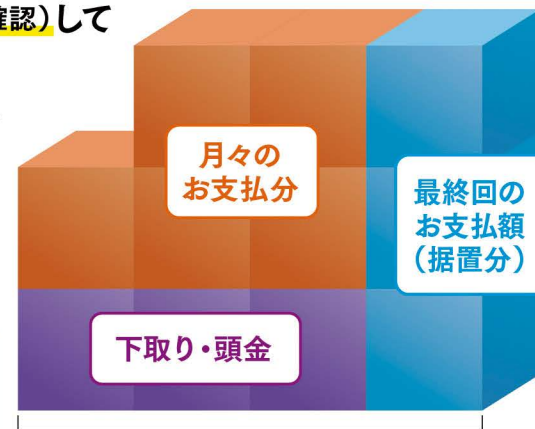 確認)して
月々の
お支払分
最終回の
お支払額
(据置分)
下取り・頭金